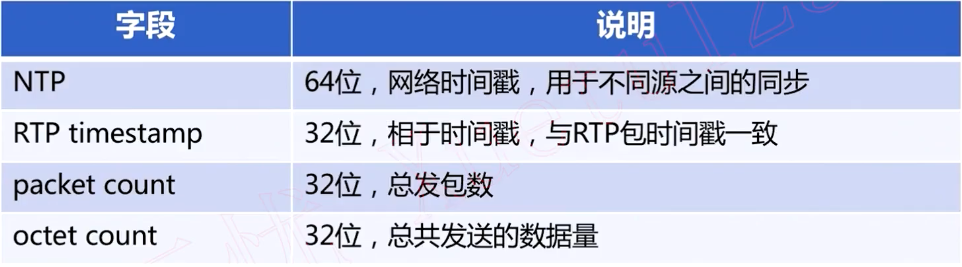 字段 说明
NTP 64位，网络时间戳，用于不同源之间的同步
RTP timestamp 32位，相于时间戳，与RTP包时间戳一致
packet count 32位，总发包数
octet count 32位，总共发送的数据量